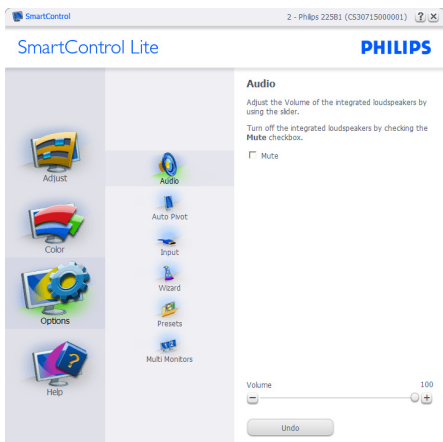 SmartControl
2 - Philips 225B1 (CS30715000001)
SmartControl Lite
PHILIPS
Adjust
Color
Options
Help
Audio
Auto Pivot
Input
Wizard
Presets
Multi Monitors
Audio
Adjust the Volume of the integrated loudspeakers by
using the slider.
Turn off the integrated loudspeakers by checking the
Mute checkbox.
Mute
Volume 100
Undo